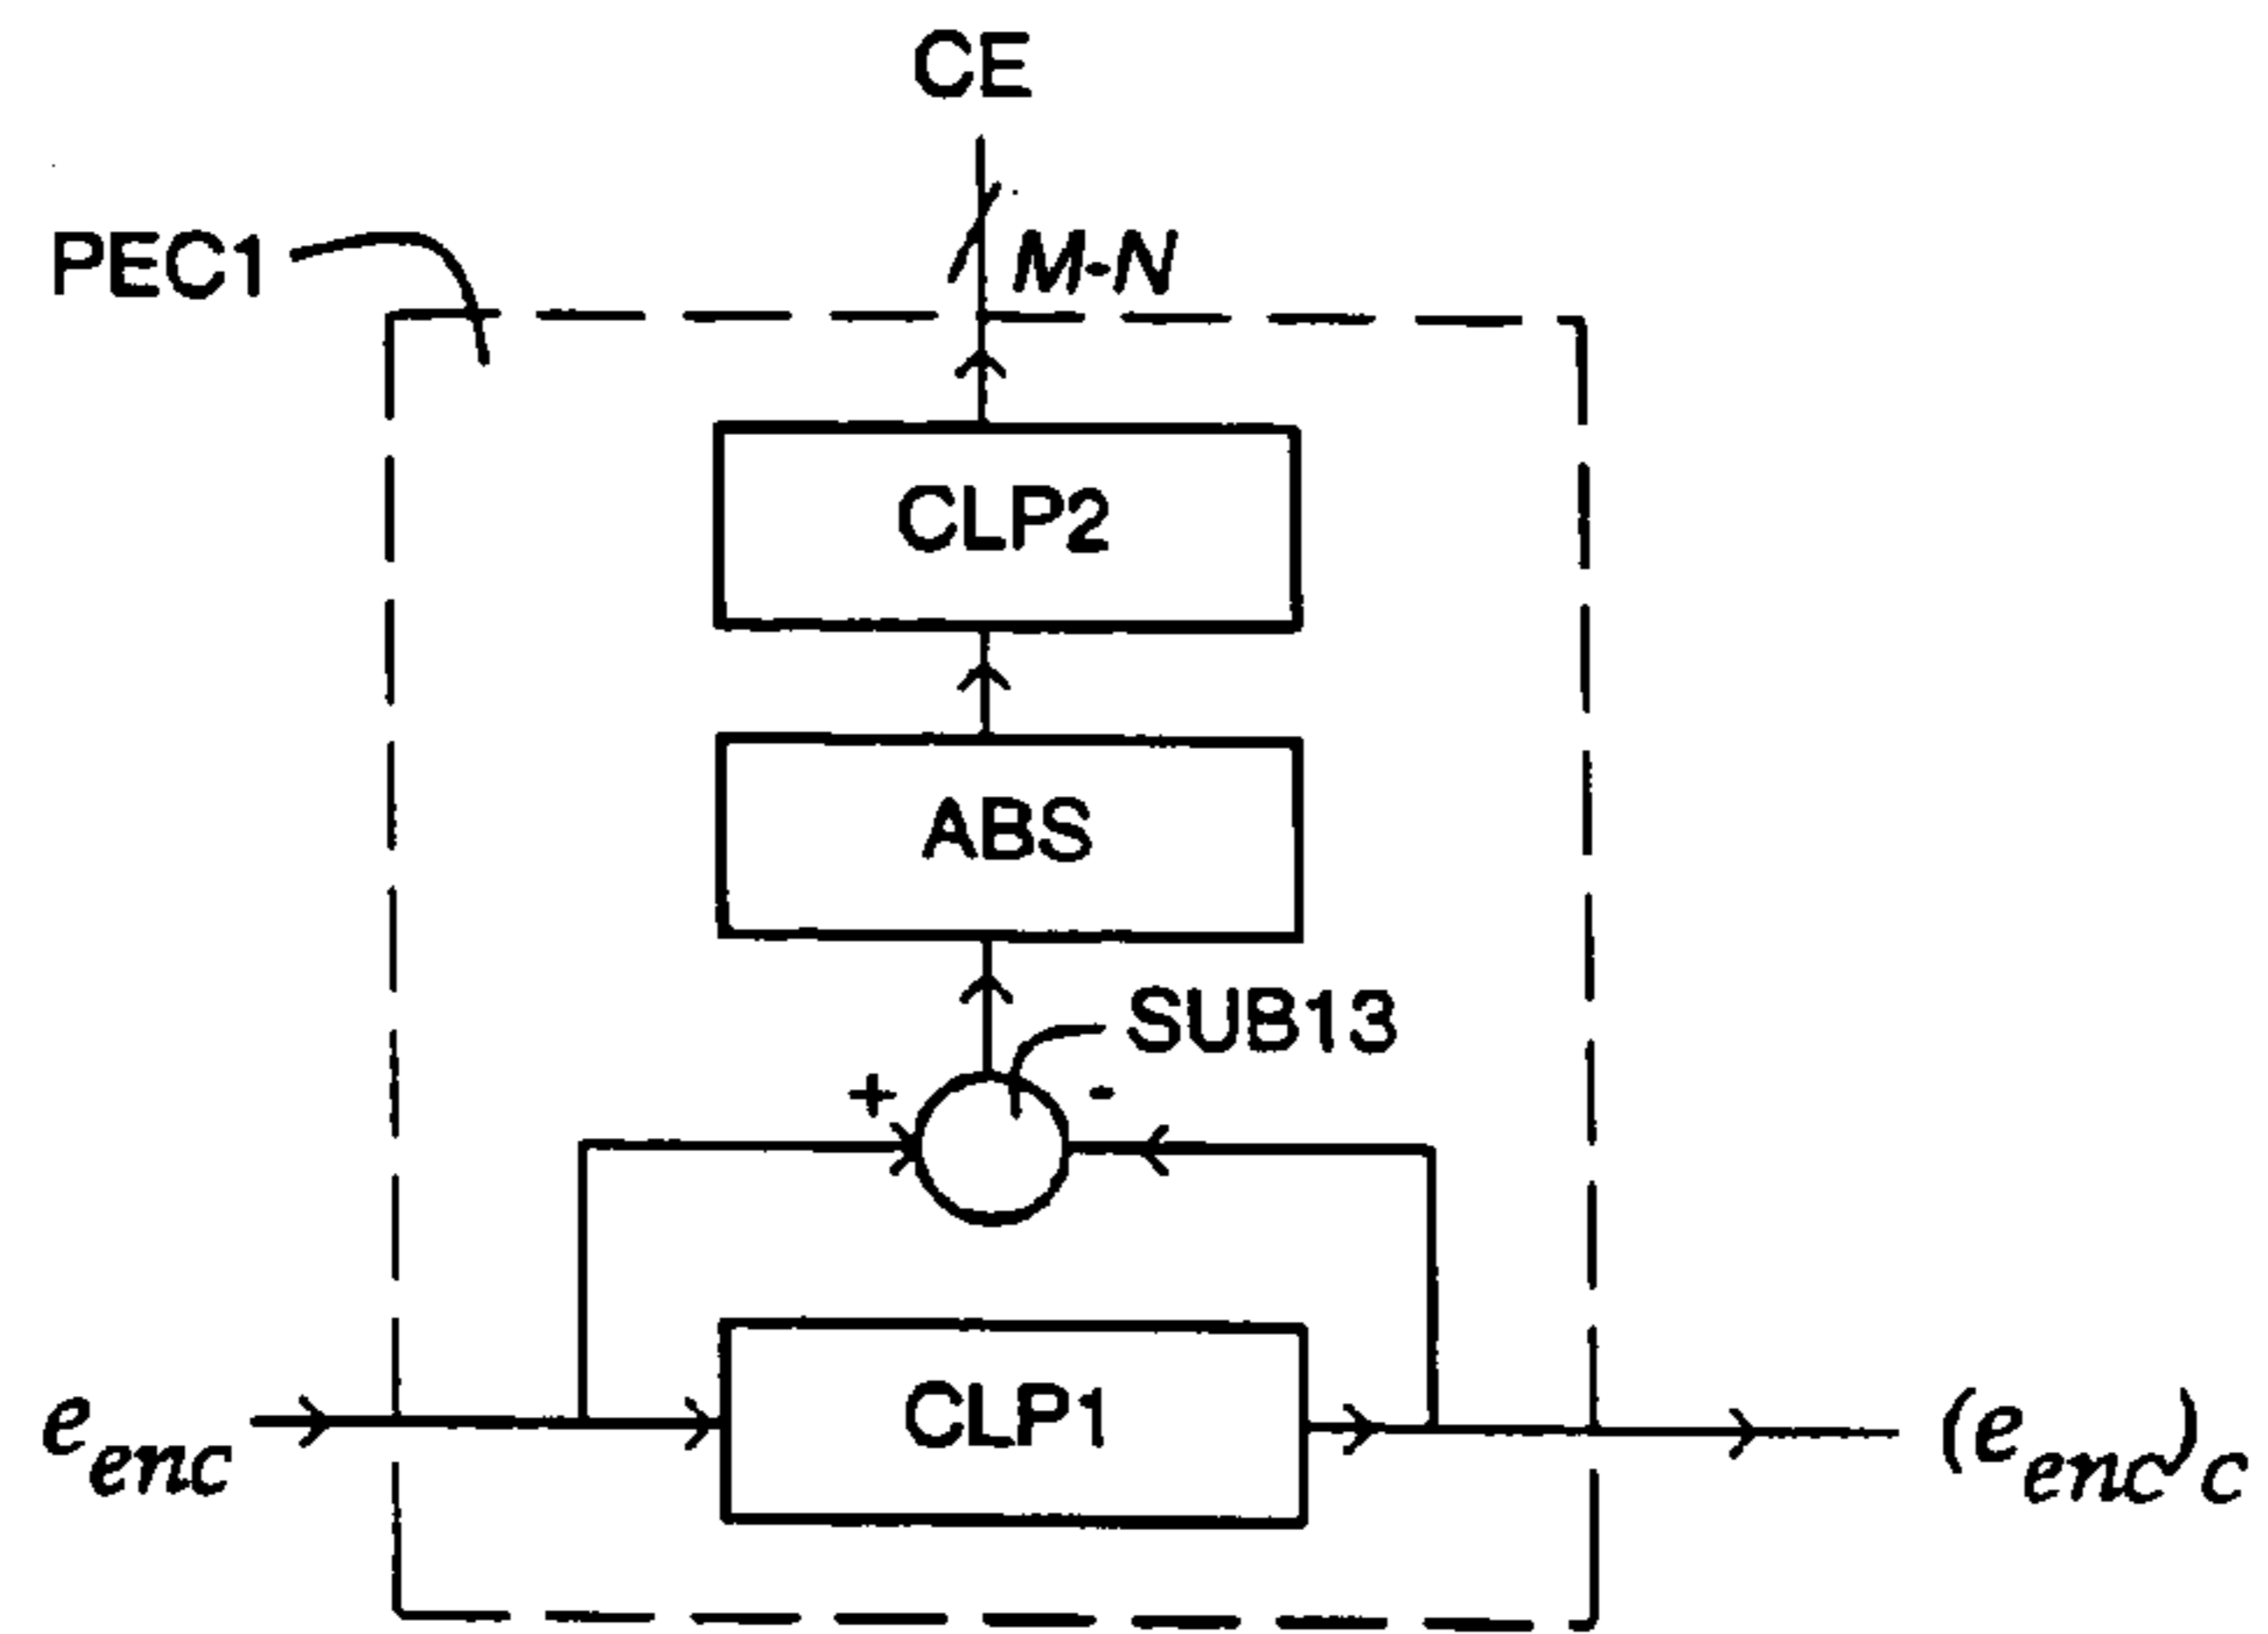 CE
PEC1
M-N
CLP2
ABS
SUB13
+ -
CLP1
e_enc
(e_enc)_c